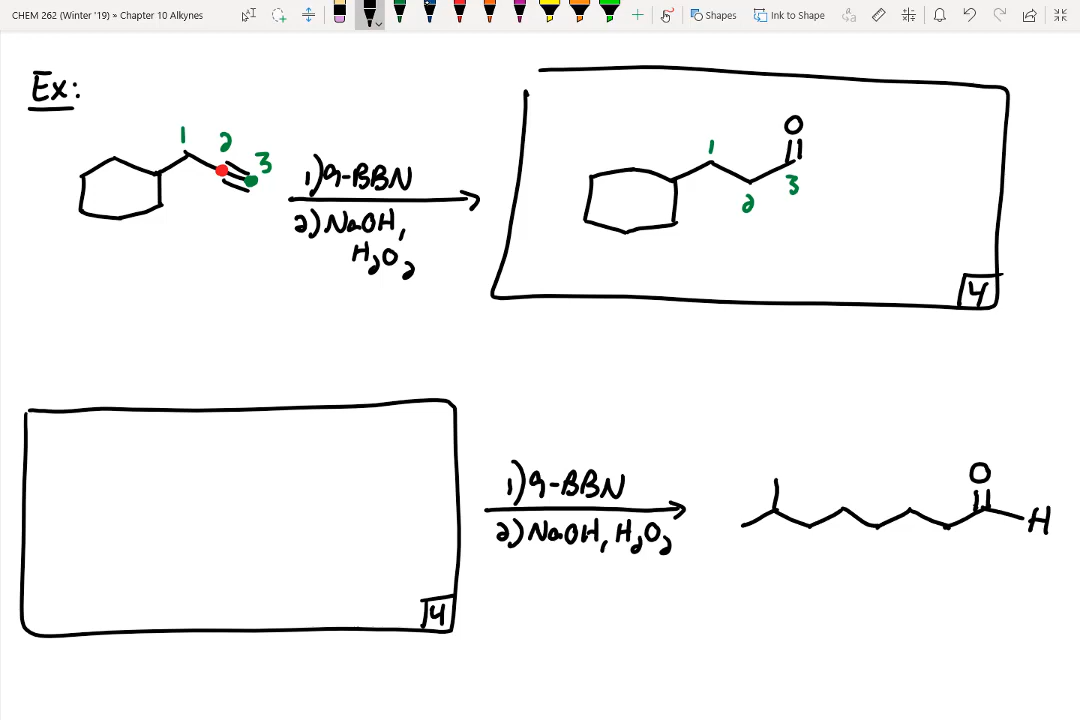 CHEM 262 (Winter '19) » Chapter 10 Alkynes
Shapes
Ink to Shape
Ex:
1 2 3
1) 9-BBN
2) NaOH,
H₂O₂
O
1
2 3
4
1) 9-BBN
2) NaOH, H₂O₂
O
H
4